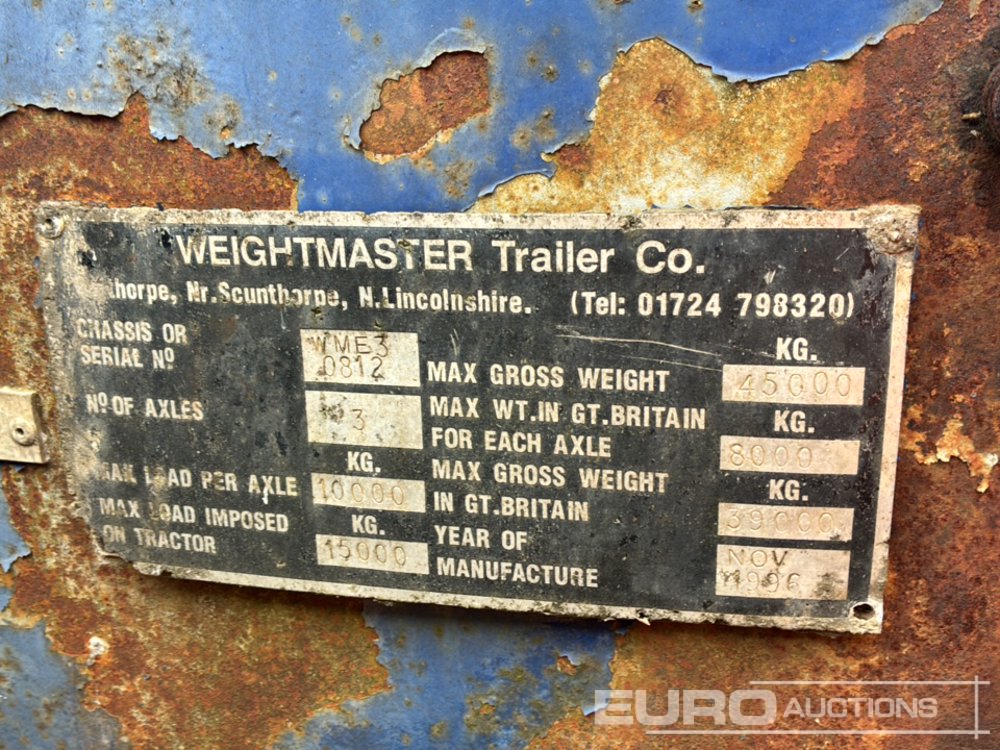 WEIGHTMASTER Trailer Co.
Nr.Scunthorpe, N.Lincolnshire. (Tel: 01724 798320)
CHASSIS OR
SERIAL Nº
WME3
0812
Nº OF AXLES
3
KG.
MAX LOAD PER AXLE
10000
KG.
MAX LOAD IMPOSED
ON TRACTOR
15000
KG.
MAX GROSS WEIGHT
45000
MAX WT.IN GT.BRITAIN
KG.
FOR EACH AXLE
8000
KG.
MAX GROSS WEIGHT
IN GT.BRITAIN
39000
YEAR OF
MANUFACTURE
NOV
1996
EURO AUCTIONS